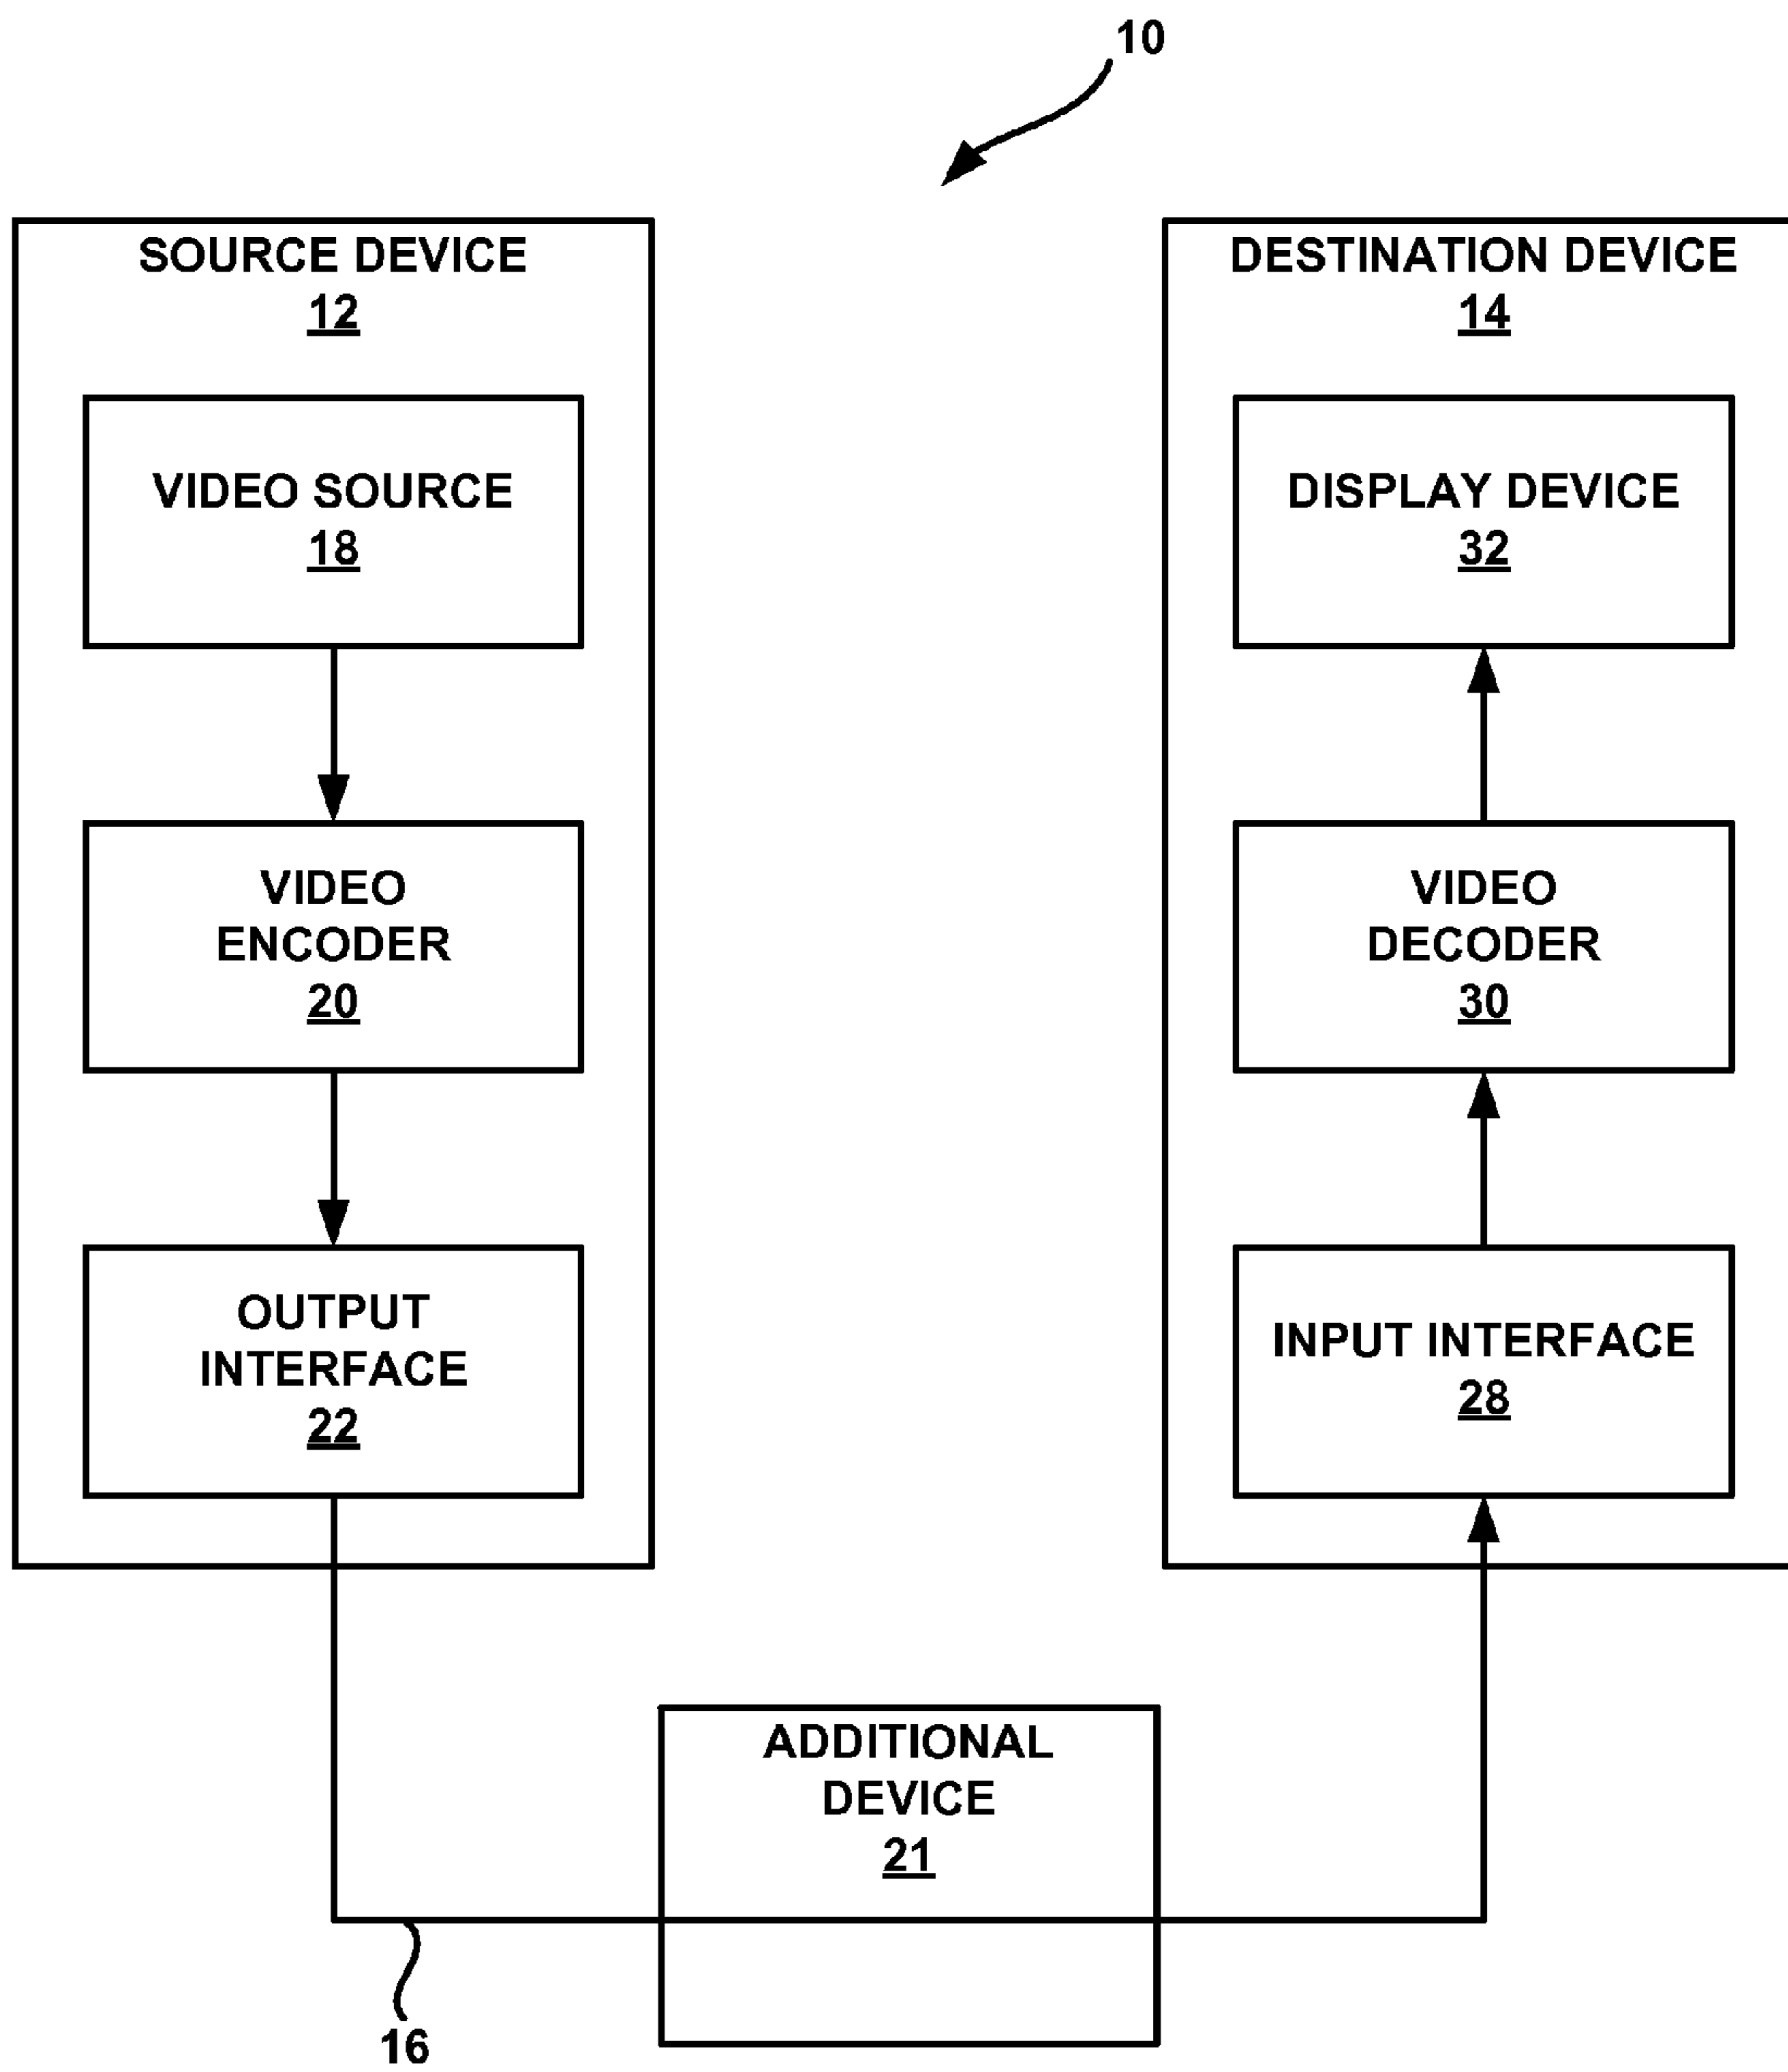 10
SOURCE DEVICE
12
VIDEO SOURCE
18
VIDEO
ENCODER
20
OUTPUT
INTERFACE
22
DESTINATION DEVICE
14
DISPLAY DEVICE
32
VIDEO
DECODER
30
INPUT INTERFACE
28
ADDITIONAL
DEVICE
21
16